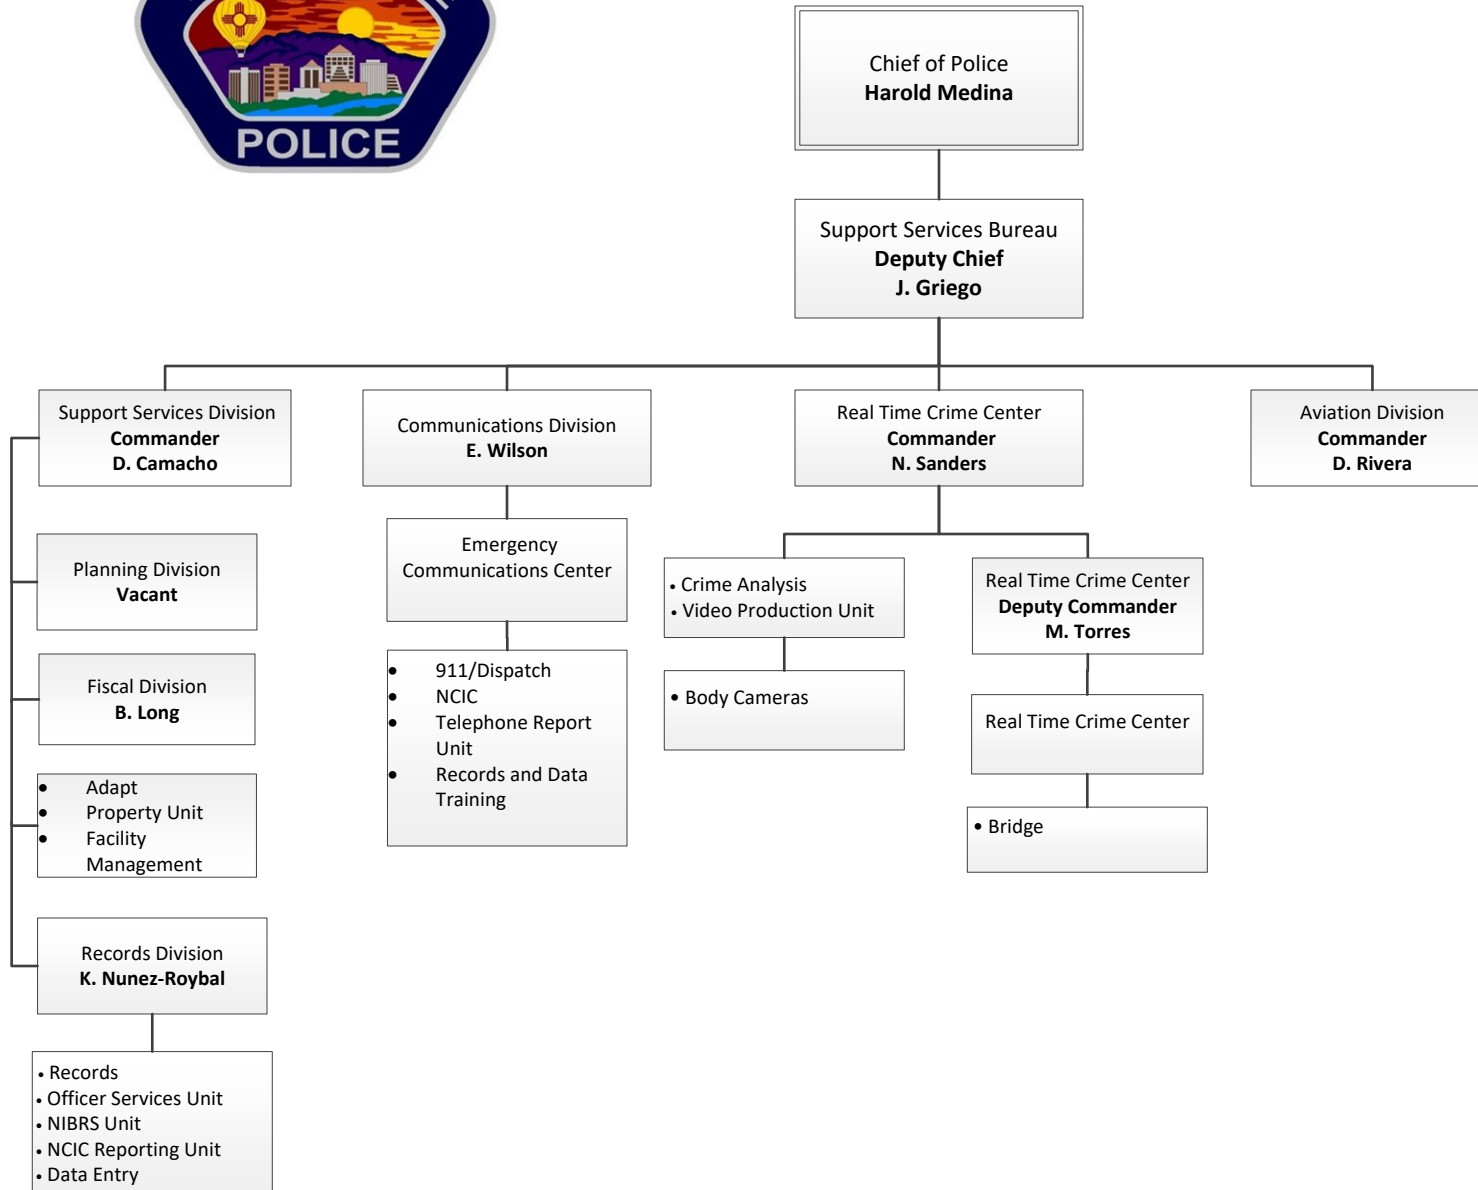 POLICE
Chief of Police
Harold Medina
Support Services Bureau
Deputy Chief
J. Griego
Support Services Division
Commander
D. Camacho
Communications Division
E. Wilson
Real Time Crime Center
Commander
N. Sanders
Aviation Division
Commander
D. Rivera
Planning Division
Vacant
Fiscal Division
B. Long
• Adapt
• Property Unit
• Facility
Management
Records Division
K. Nunez-Roybal
• Records
• Officer Services Unit
• NIBRS Unit
• NCIC Reporting Unit
• Data Entry
Emergency
Communications Center
• 911/Dispatch
• NCIC
• Telephone Report
Unit
• Records and Data
Training
• Crime Analysis
• Video Production Unit
• Body Cameras
Real Time Crime Center
Deputy Commander
M. Torres
Real Time Crime Center
• Bridge